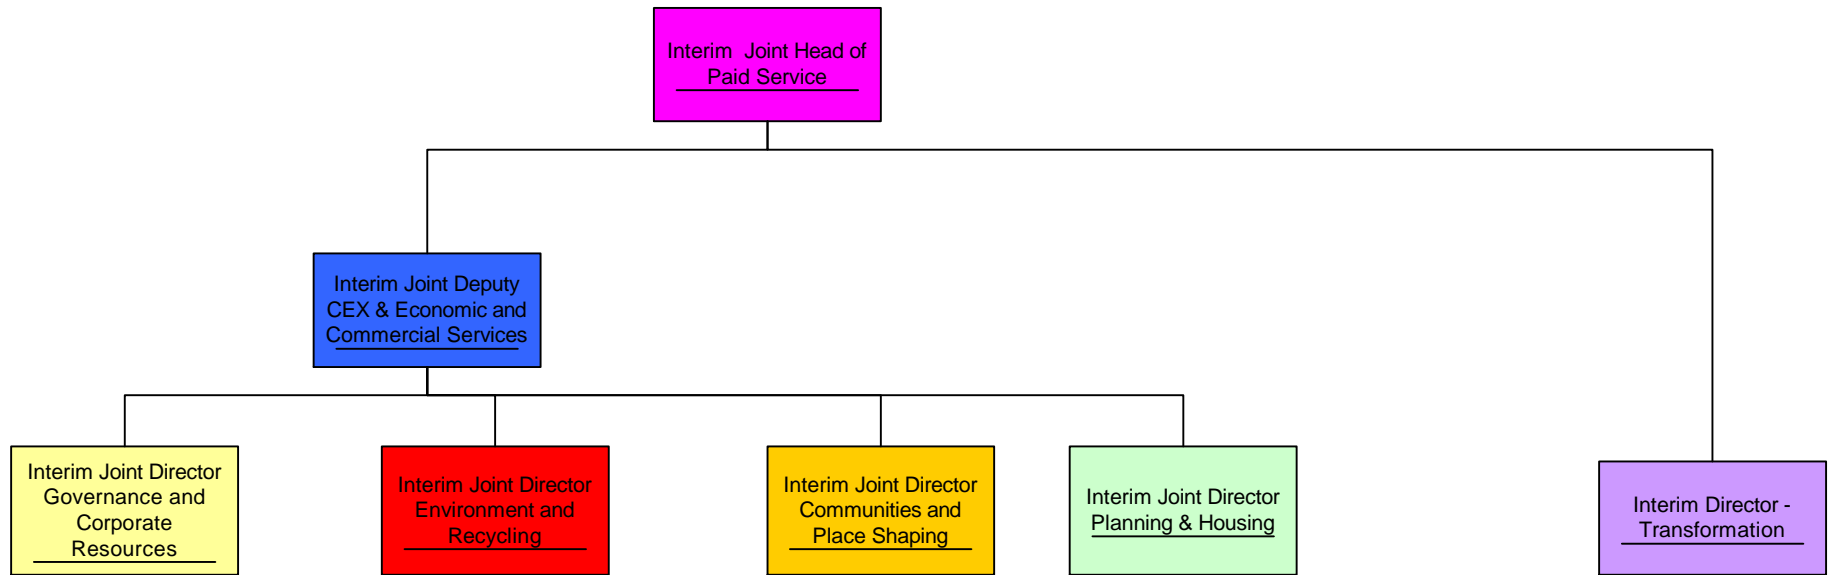 Interim Joint Head of
Paid Service
Interim Joint Deputy
CEX & Economic and
Commercial Services
Interim Joint Director
Governance and
Corporate
Resources
Interim Joint Director
Environment and
Recycling
Interim Joint Director
Communities and
Place Shaping
Interim Joint Director
Planning & Housing
Interim Director -
Transformation